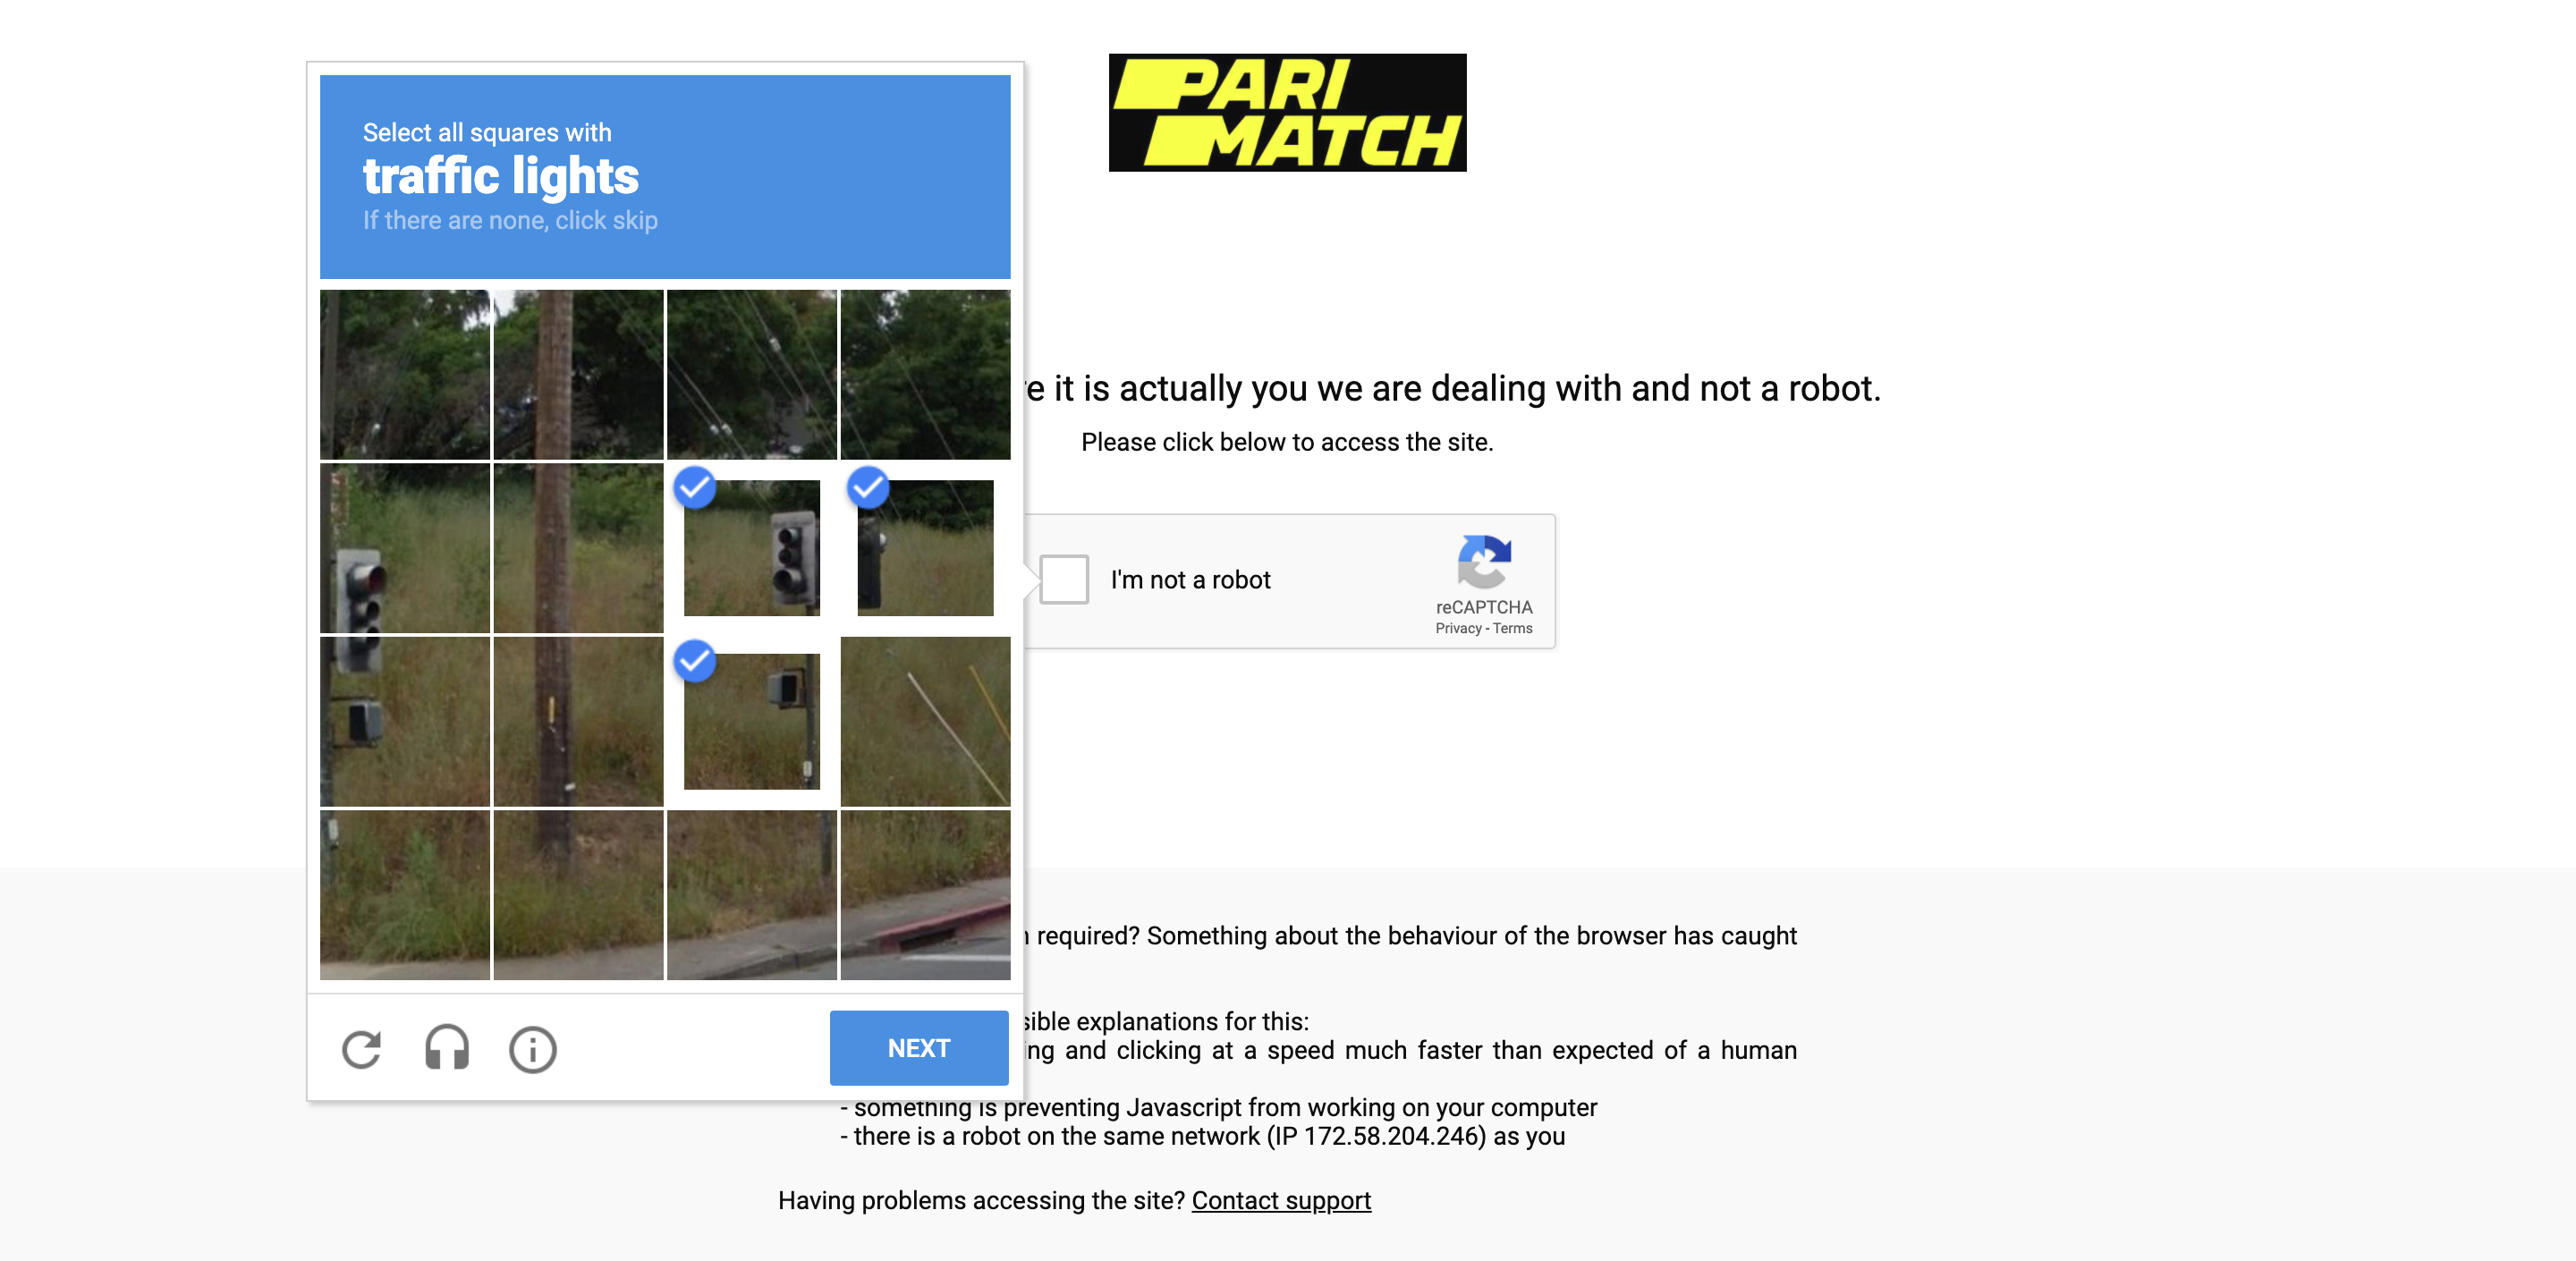 Select all squares with
traffic lights
If there are none, click skip
NEXT
PARI
MATCH
e it is actually you we are dealing with and not a robot.
Please click below to access the site.
I'm not a robot
reCAPTCHA
Privacy - Terms
required? Something about the behaviour of the browser has caught
sible explanations for this:
ing and clicking at a speed much faster than expected of a human
- something is preventing Javascript from working on your computer
- there is a robot on the same network (IP 172.58.204.246) as you
Having problems accessing the site? Contact support